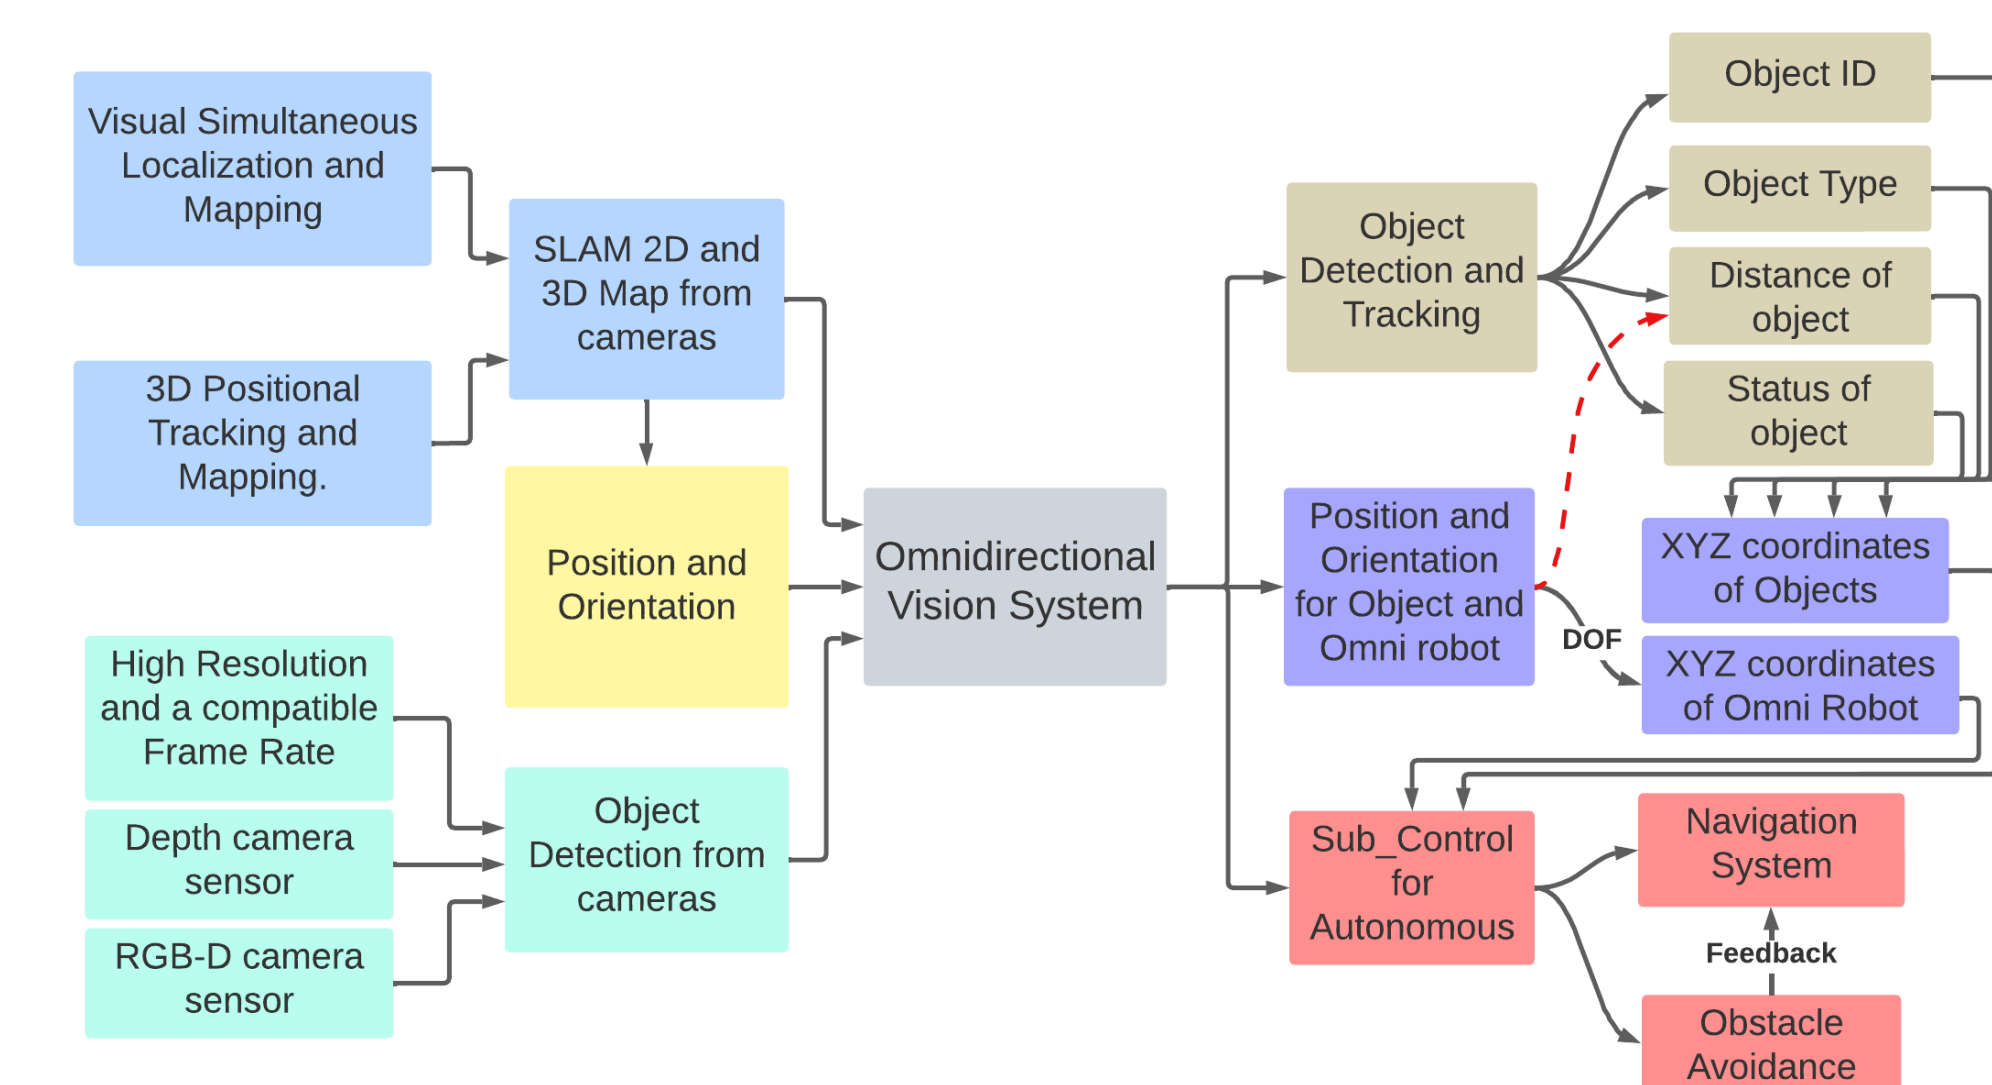 Visual Simultaneous
Localization and
Mapping
3D Positional
Tracking and
Mapping.
SLAM 2D and
3D Map from
cameras
Position and
Orientation
High Resolution
and a compatible
Frame Rate
Depth camera
sensor
RGB-D camera
sensor
Object
Detection from
cameras
Omnidirectional
Vision System
Object
Detection and
Tracking
Position and
Orientation
for Object and
Omni robot
DOF
Sub_Control
for
Autonomous
Object ID
Object Type
Distance of
object
Status of
object
XYZ coordinates
of Objects
XYZ coordinates
of Omni Robot
Navigation
System
Feedback
Obstacle
Avoidance